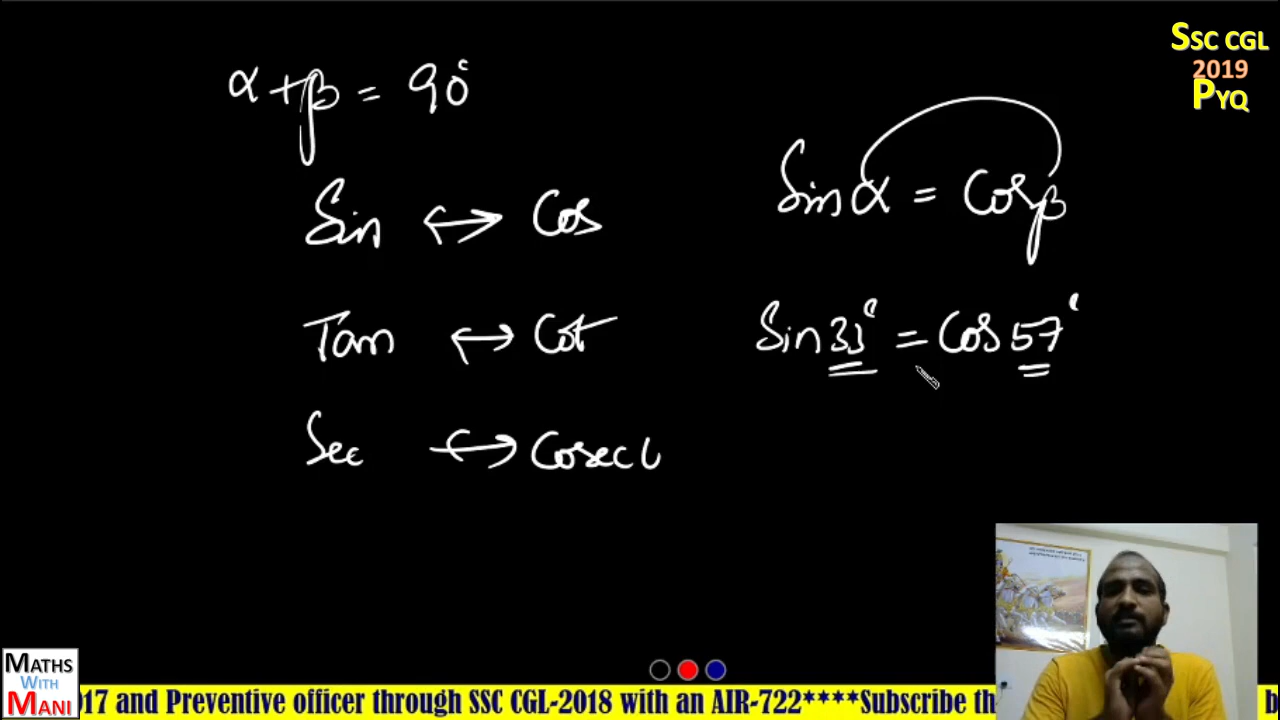 α + β = 90°
Sin ↔ Cos
Tan ↔ Cot
Sec ↔ Cosec
Sin α = Cos β
Sin 33° = Cos 57°
SSC CGL
2019
PYQ
MATHS
WITH
MANI
17 and Preventive officer through SSC CGL-2018 with an AIR-722****Subscribe th b